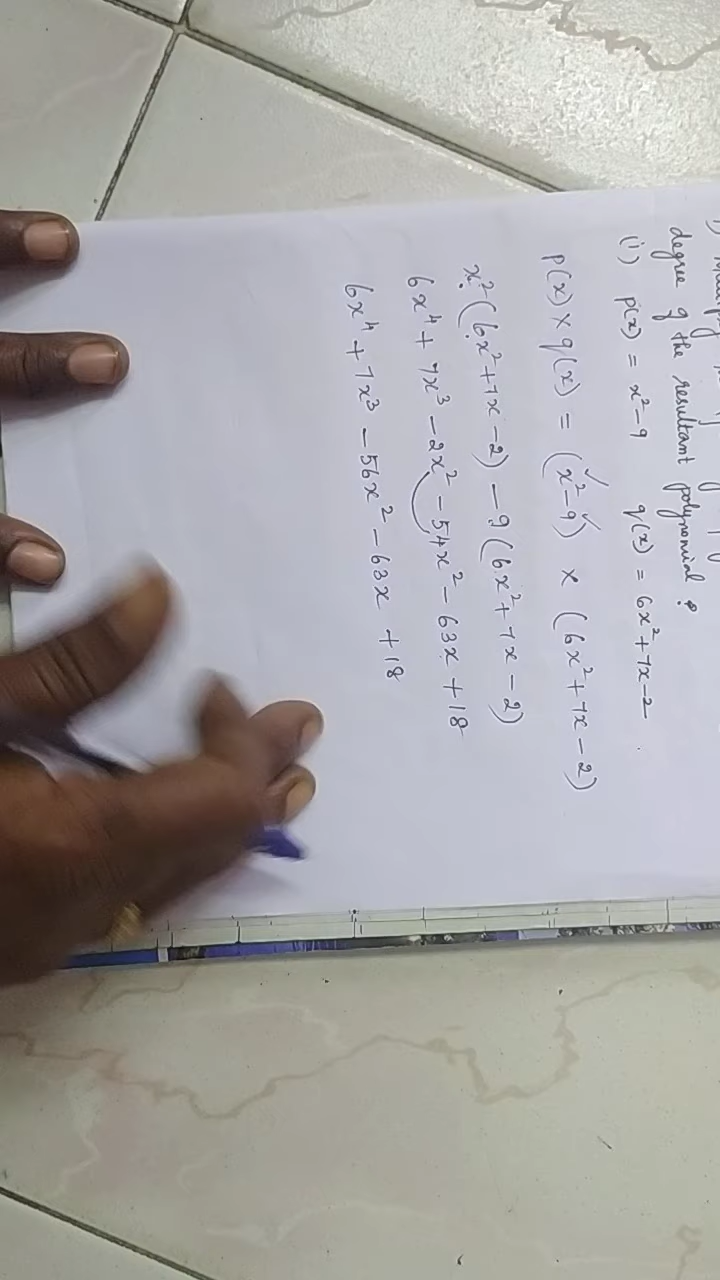 degree of the resultant polynomial ?
(i) p(x) = x² - 9 q(x) = 6x² + 7x - 2
p(x) × q(x) = (x² - 9) × (6x² + 7x - 2)
x² (6x² + 7x - 2) - 9 (6x² + 7x - 2)
6x⁴ + 7x³ - 2x² - 54x² - 63x + 18
6x⁴ + 7x³ - 56x² - 63x + 18